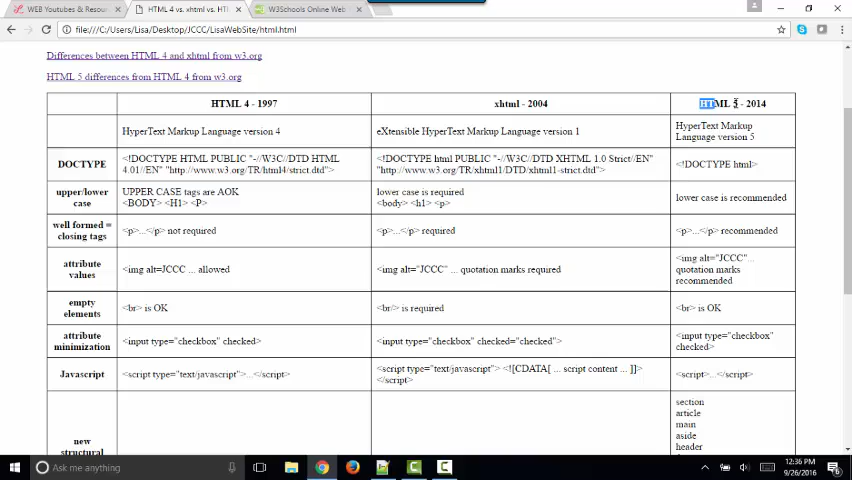 WEB Youtubes & Resou
HTML 4 vs. xhtml vs. HT
W3Schools Online Web
file:///C:/Users/Lisa/Desktop/JCCC/LisaWebSite/html.html
Differences between HTML 4 and xhtml from w3.org
HTML 5 differences from HTML 4 from w3.org
HTML 4 - 1997
xhtml - 2004
HTML 5 - 2014
HyperText Markup Language version 4
eXtensible HyperText Markup Language version 1
HyperText Markup
Language version 5
DOCTYPE
<!DOCTYPE HTML PUBLIC "-//W3C//DTD HTML
4.01//EN" "http://www.w3.org/TR/html4/strict.dtd">
<!DOCTYPE html PUBLIC "-//W3C//DTD XHTML 1.0 Strict//EN"
"http://www.w3.org/TR/xhtml1/DTD/xhtml1-strict.dtd">
<!DOCTYPE html>
upper/lower
case
UPPER CASE tags are AOK
<BODY> <H1> <P>
lower case is required
<body> <h1> <p>
lower case is recommended
well formed =
closing tags
<p>...</p> not required
<p>...</p> required
<p>...</p> recommended
attribute
values
<img alt=JCCC ... allowed
<img alt="JCCC" ... quotation marks required
<img alt="JCCC"...
quotation marks
recommended
empty
elements
<br> is OK
<br/> is required
<br> is OK
attribute
minimization
<input type="checkbox" checked>
<input type="checkbox" checked="checked">
<input type="checkbox"
checked>
Javascript
<script type="text/javascript">...</script>
<script type="text/javascript"> <![CDATA[ ... script content ... ]]>
</script>
<script>...</script>
new
structural
section
article
main
aside
header
Ask me anything
12:36 PM
9/26/2016